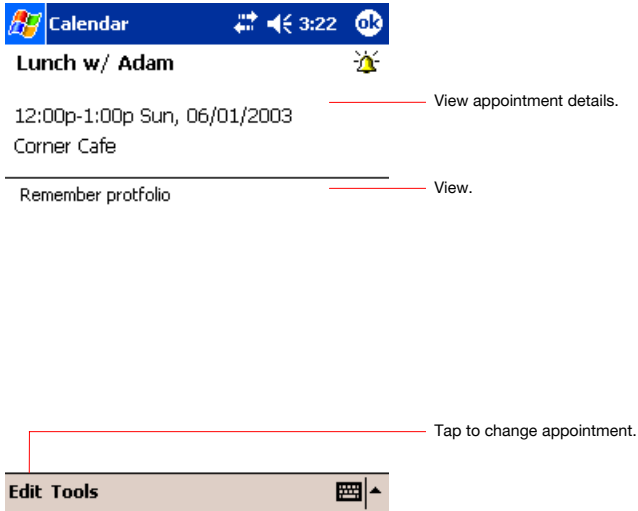 Calendar 3:22 ok
Lunch w/ Adam
12:00p-1:00p Sun, 06/01/2003
View appointment details.
Corner Cafe
Remember protfolio
View.
Tap to change appointment.
Edit Tools